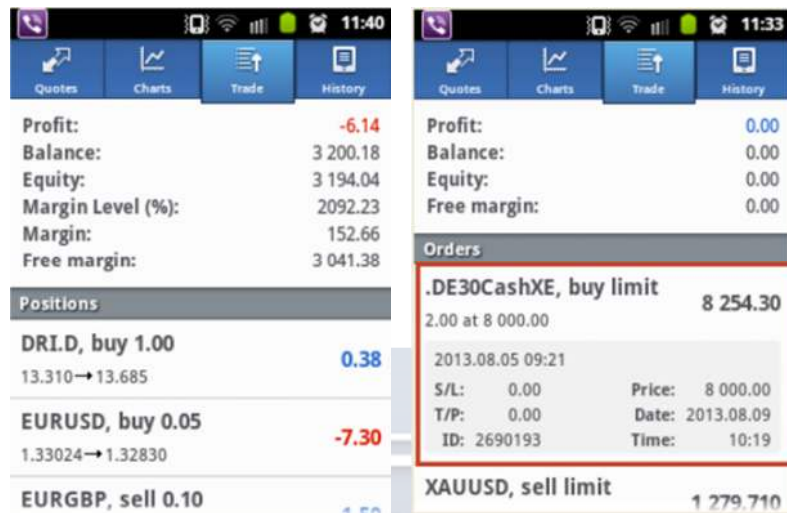 11:40
Quotes Charts Trade History
Profit: -6.14
Balance: 3 200.18
Equity: 3 194.04
Margin Level (%): 2092.23
Margin: 152.66
Free margin: 3 041.38
Positions
DRI.D, buy 1.00
0.38
13.310→13.685
EURUSD, buy 0.05
-7.30
1.33024→1.32830
EURGBP, sell 0.10
11:33
Quotes Charts Trade History
Profit: 0.00
Balance: 0.00
Equity: 0.00
Free margin: 0.00
Orders
.DE30CashXE, buy limit
8 254.30
2.00 at 8 000.00
2013.08.05 09:21
S/L: 0.00 Price: 8 000.00
T/P: 0.00 Date: 2013.08.09
ID: 2690193 Time: 10:19
XAUUSD, sell limit
1 279.710